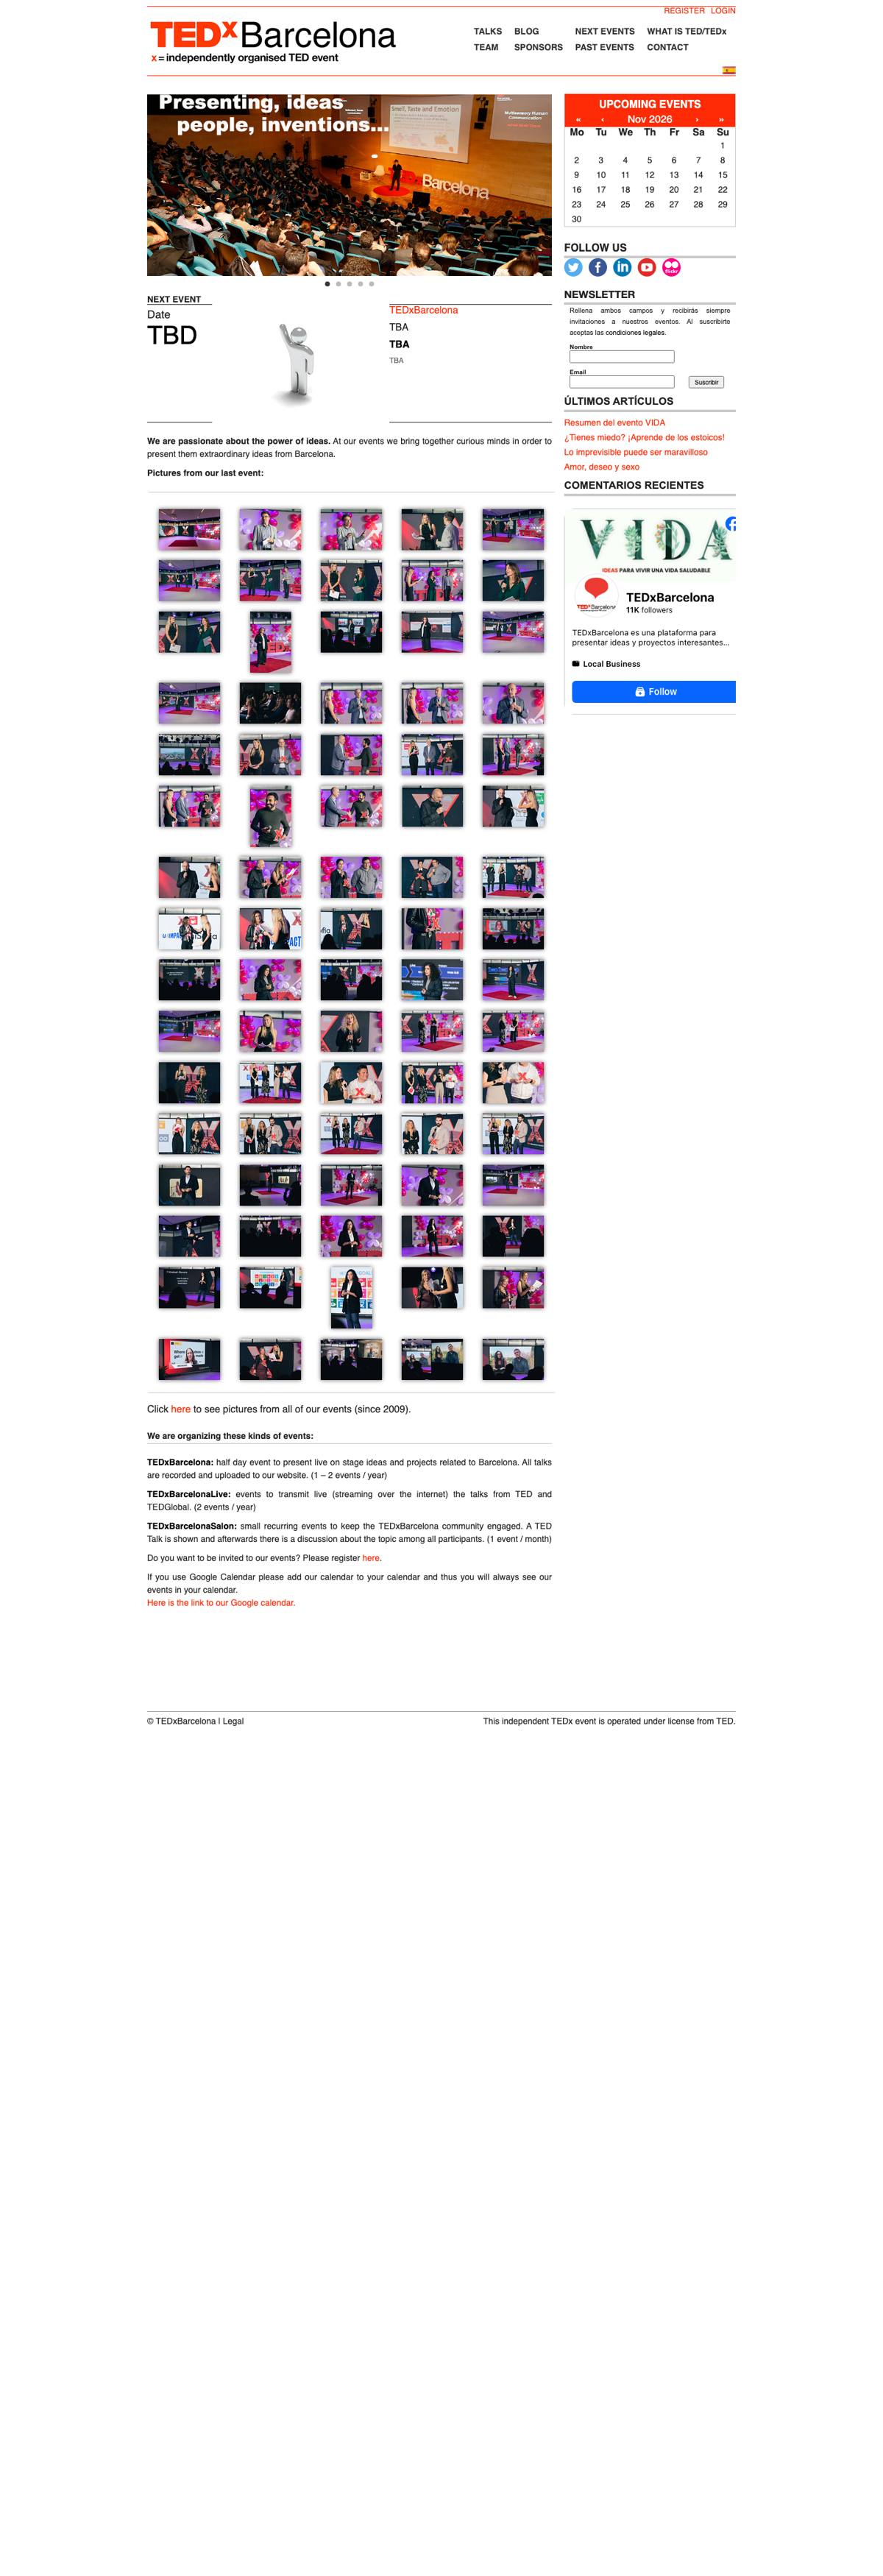 REGISTER LOGIN
TEDxBarcelona
x = independently organised TED event
TALKS BLOG NEXT EVENTS WHAT IS TED/TEDx
TEAM SPONSORS PAST EVENTS CONTACT
Presenting, ideas
people, inventions...
Smell, Taste and Emotion
Multisensory Human
Communication
Barcelona
NEXT EVENT
Date
TBD
TEDxBarcelona
TBA
TBA
TBA
We are passionate about the power of ideas. At our events we bring together curious minds in order to
present them extraordinary ideas from Barcelona.
Pictures from our last event:
Click here to see pictures from all of our events (since 2009).
We are organizing these kinds of events:
TEDxBarcelona: half day event to present live on stage ideas and projects related to Barcelona. All talks
are recorded and uploaded to our website. (1 – 2 events / year)
TEDxBarcelonaLive: events to transmit live (streaming over the internet) the talks from TED and
TEDGlobal. (2 events / year)
TEDxBarcelonaSalon: small recurring events to keep the TEDxBarcelona community engaged. A TED
Talk is shown and afterwards there is a discussion about the topic among all participants. (1 event / month)
Do you want to be invited to our events? Please register here.
If you use Google Calendar please add our calendar to your calendar and thus you will always see our
events in your calendar.
Here is the link to our Google calendar.
UPCOMING EVENTS
« ‹ Nov 2026 › »
Mo Tu We Th Fr Sa Su
1
2 3 4 5 6 7 8
9 10 11 12 13 14 15
16 17 18 19 20 21 22
23 24 25 26 27 28 29
30
FOLLOW US
flickr
NEWSLETTER
Rellena ambos campos y recibirás siempre
invitaciones a nuestros eventos. Al suscribirte
aceptas las condiciones legales.
Nombre
Email
Suscribir
ÚLTIMOS ARTÍCULOS
Resumen del evento VIDA
¿Tienes miedo? ¡Aprende de los estoicos!
Lo imprevisible puede ser maravilloso
Amor, deseo y sexo
COMENTARIOS RECIENTES
VIDA
IDEAS PARA VIVIR UNA VIDA SALUDABLE
TEDxBarcelona
TEDxBarcelona
11K followers
TEDxBarcelona es una plataforma para
presentar ideas y proyectos interesantes...
Local Business
Follow
© TEDxBarcelona | Legal
This independent TEDx event is operated under license from TED.